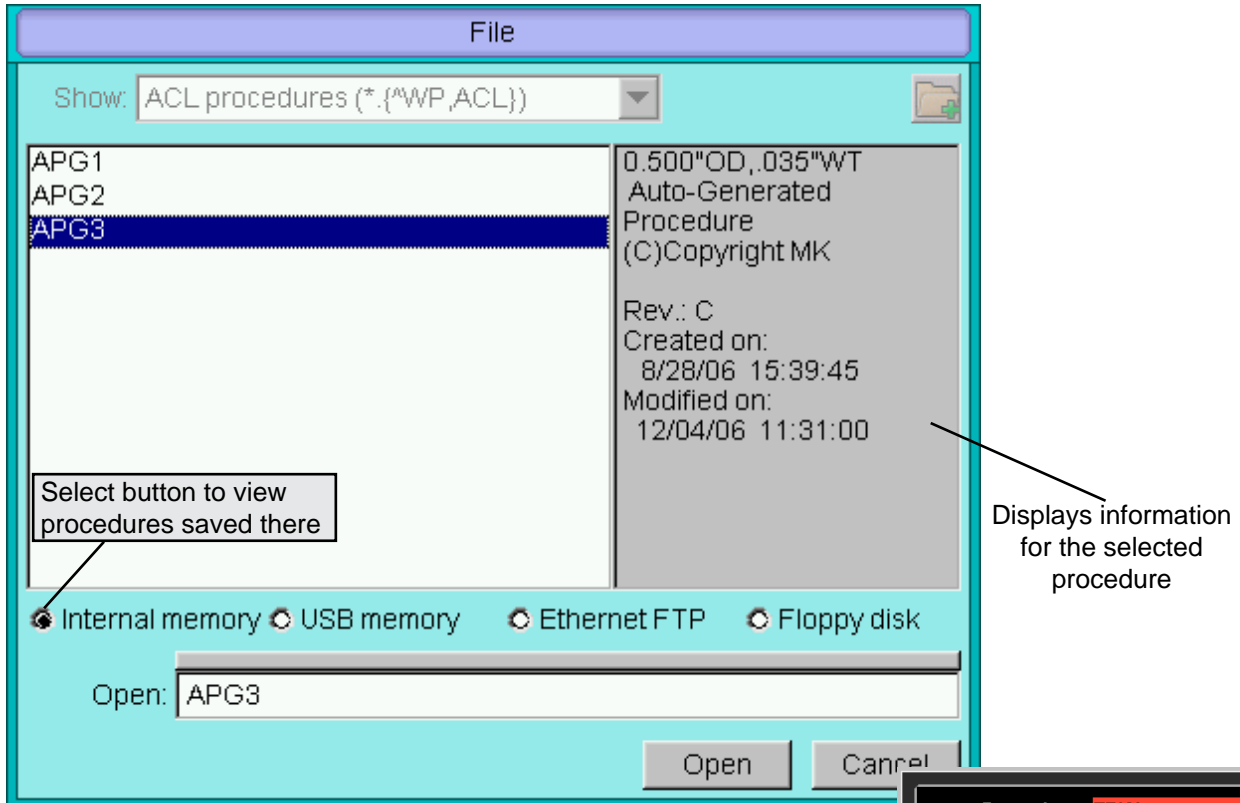 File
Show: ACL procedures (*.{^WP,ACL})
APG1
APG2
APG3
0.500"OD,.035"WT
Auto-Generated
Procedure
(C)Copyright MK
Rev.: C
Created on:
8/28/06 15:39:45
Modified on:
12/04/06 11:31:00
Select button to view
procedures saved there
Displays information
for the selected
procedure
Internal memory USB memory Ethernet FTP Floppy disk
Open: APG3
Open Cancel